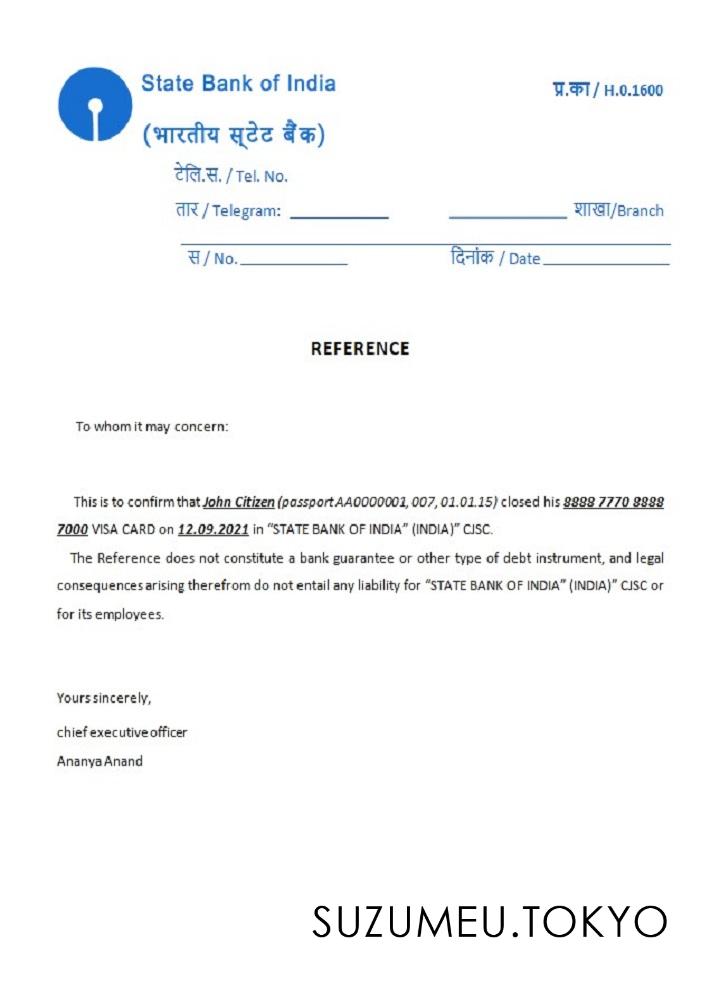 State Bank of India
प्र.का / H.0.1600
(भारतीय स्टेट बैंक)
टेलि.स. / Tel. No.
तार / Telegram: ___________ ______________ शाखा/Branch
स / No. ____________ दिनांक / Date ______________
REFERENCE
To whom it may concern:
This is to confirm that John Citizen (passport AA0000001, 007, 01.01.15) closed his 8888 7770 8888
7000 VISA CARD on 12.09.2021 in “STATE BANK OF INDIA” (INDIA)” CJSC.
The Reference does not constitute a bank guarantee or other type of debt instrument, and legal
consequences arising therefrom do not entail any liability for “STATE BANK OF INDIA” (INDIA)” CJSC or
for its employees.
Yours sincerely,
chief executive officer
Ananya Anand
SUZUMEU.TOKYO